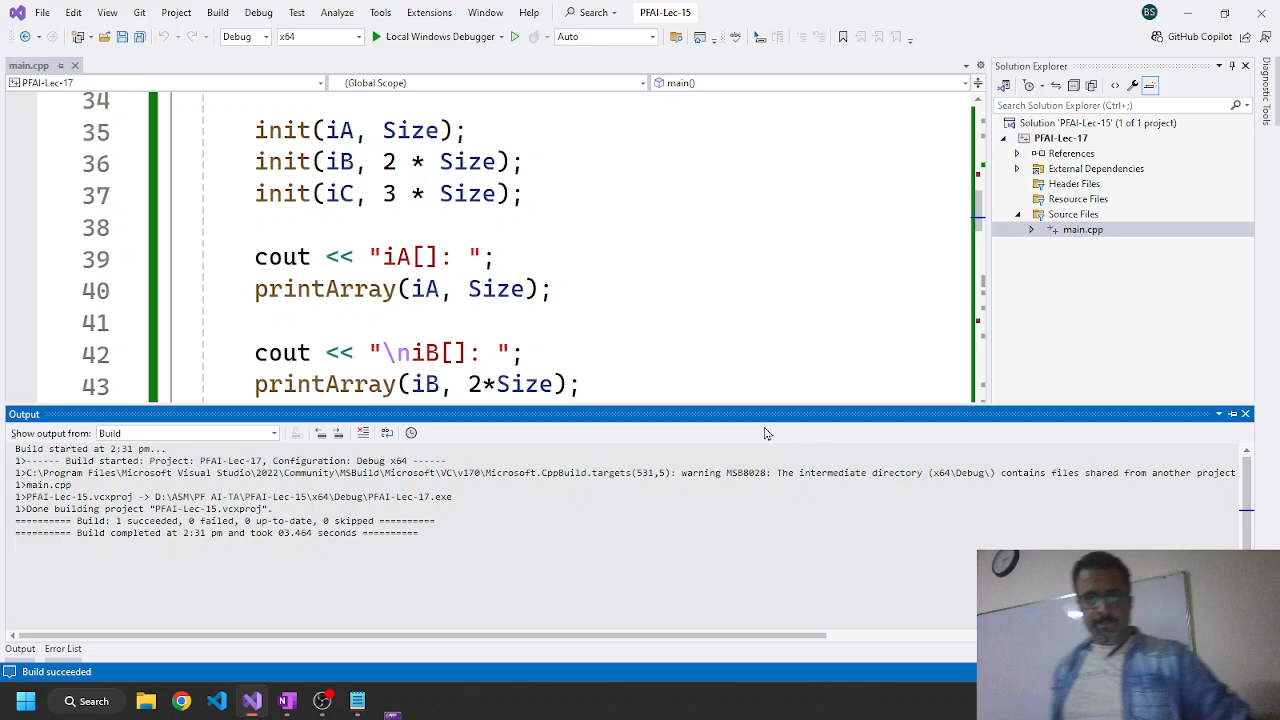 File Edit View Git Project Build Debug Test Analyze Tools Extensions Window Help Search PFAI-Lec-15 BS
Debug x64 Local Windows Debugger Auto GitHub Copilot
main.cpp
PFAI-Lec-17 (Global Scope) main()
34
35 init(iA, Size);
36 init(iB, 2 * Size);
37 init(iC, 3 * Size);
38
39 cout << "iA[]: ";
40 printArray(iA, Size);
41
42 cout << "\niB[]: ";
43 printArray(iB, 2*Size);
Solution Explorer
Search Solution Explorer (Ctrl+;)
Solution 'PFAI-Lec-15' (1 of 1 project)
PFAI-Lec-17
References
External Dependencies
Header Files
Resource Files
Source Files
main.cpp
Diagnostic Tools
Output
Show output from: Build
Build started at 2:31 pm...
1>------ Build started: Project: PFAI-Lec-17, Configuration: Debug x64 ------
1>C:\Program Files\Microsoft Visual Studio\2022\Community\MSBuild\Microsoft\VC\v170\Microsoft.CppBuild.targets(531,5): warning MSB8028: The intermediate directory (x64\Debug\) contains files shared from another project
1>main.cpp
1>PFAI-Lec-15.vcxproj -> D:\ASM\PF AI-TA\PFAI-Lec-15\x64\Debug\PFAI-Lec-17.exe
1>Done building project "PFAI-Lec-15.vcxproj".
========== Build: 1 succeeded, 0 failed, 0 up-to-date, 0 skipped ==========
========== Build completed at 2:31 pm and took 03.464 seconds ==========
Output Error List
Build succeeded
Search